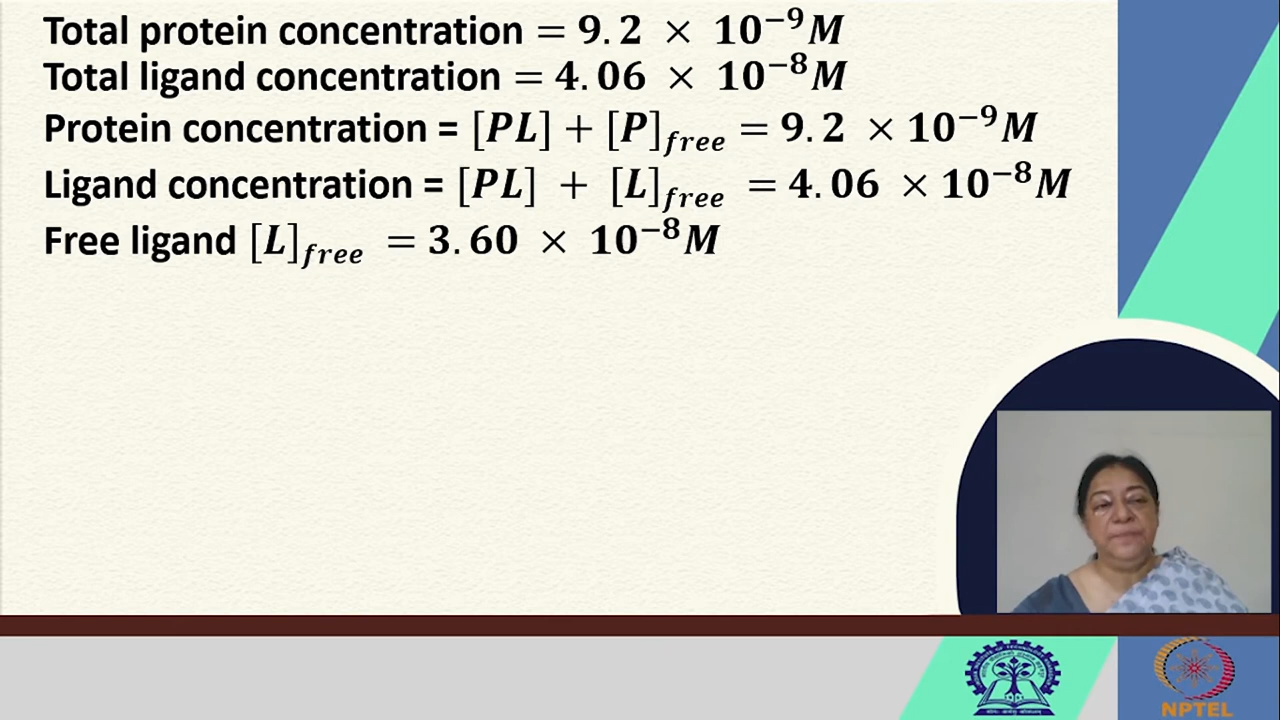 Total protein concentration = 9.2 × 10⁻⁹M
Total ligand concentration = 4.06 × 10⁻⁸M
Protein concentration = [PL] + [P]free = 9.2 × 10⁻⁹M
Ligand concentration = [PL] + [L]free = 4.06 × 10⁻⁸M
Free ligand [L]free = 3.60 × 10⁻⁸M
NPTEL